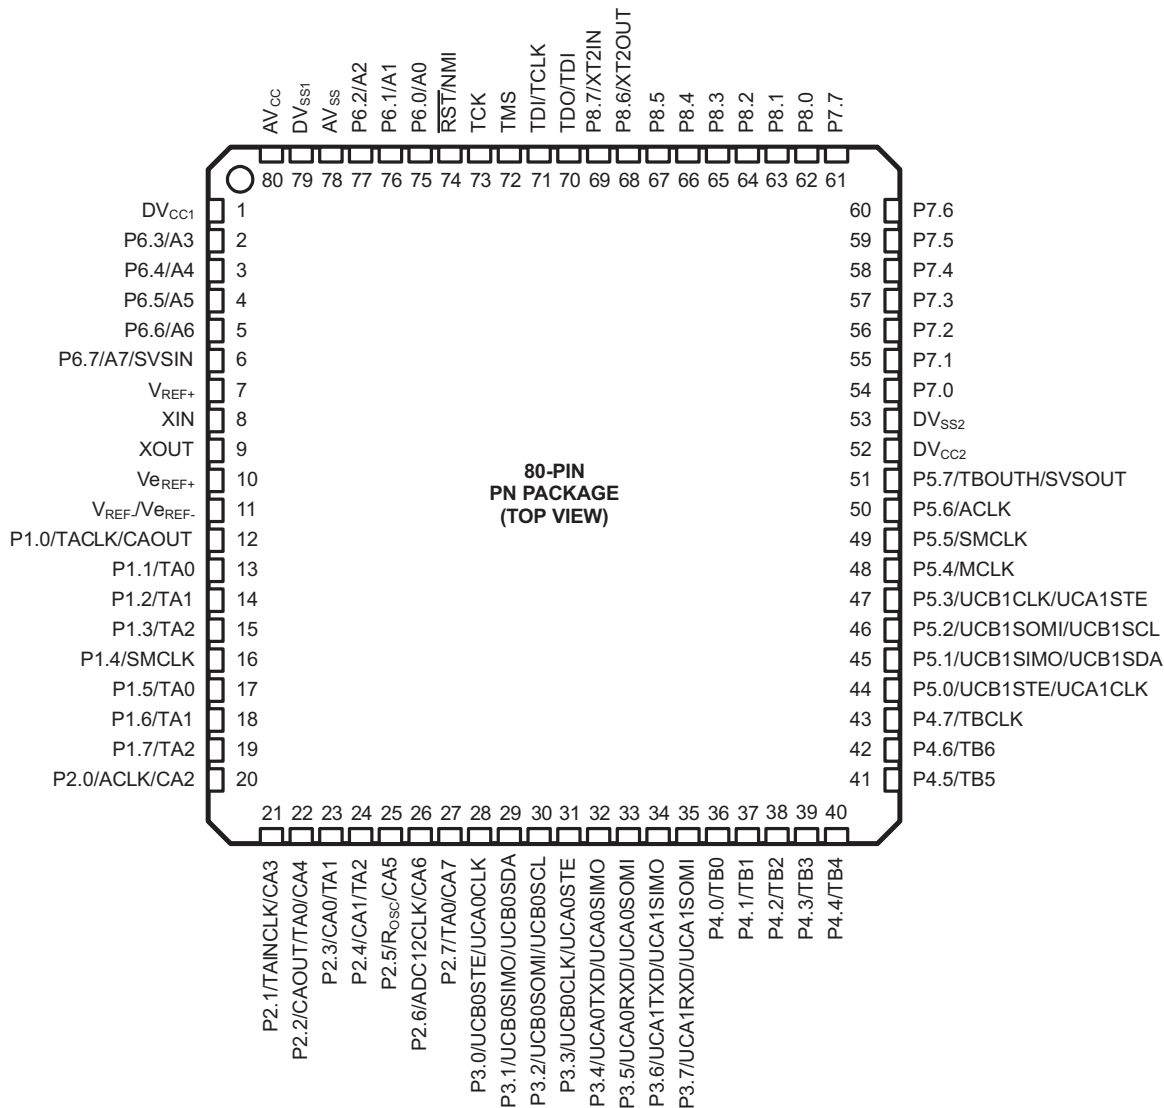 AVCC
DVSS1
AVSS
P6.2/A2
P6.1/A1
P6.0/A0
RST/NMI
TCK
TMS
TDI/TCLK
TDO/TDI
P8.7/XT2IN
P8.6/XT2OUT
P8.5
P8.4
P8.3
P8.2
P8.1
P8.0
P7.7
80 79 78 77 76 75 74 73 72 71 70 69 68 67 66 65 64 63 62 61
DVCC1 1
P6.3/A3 2
P6.4/A4 3
P6.5/A5 4
P6.6/A6 5
P6.7/A7/SVSIN 6
VREF+ 7
XIN 8
XOUT 9
VeREF+ 10
VREF-/VeREF- 11
P1.0/TACLK/CAOUT 12
P1.1/TA0 13
P1.2/TA1 14
P1.3/TA2 15
P1.4/SMCLK 16
P1.5/TA0 17
P1.6/TA1 18
P1.7/TA2 19
P2.0/ACLK/CA2 20
80-PIN
PN PACKAGE
(TOP VIEW)
60 P7.6
59 P7.5
58 P7.4
57 P7.3
56 P7.2
55 P7.1
54 P7.0
53 DVSS2
52 DVCC2
51 P5.7/TBOUTH/SVSOUT
50 P5.6/ACLK
49 P5.5/SMCLK
48 P5.4/MCLK
47 P5.3/UCB1CLK/UCA1STE
46 P5.2/UCB1SOMI/UCB1SCL
45 P5.1/UCB1SIMO/UCB1SDA
44 P5.0/UCB1STE/UCA1CLK
43 P4.7/TBCLK
42 P4.6/TB6
41 P4.5/TB5
21 22 23 24 25 26 27 28 29 30 31 32 33 34 35 36 37 38 39 40
P2.1/TAINCLK/CA3
P2.2/CAOUT/TA0/CA4
P2.3/CA0/TA1
P2.4/CA1/TA2
P2.5/ROSC/CA5
P2.6/ADC12CLK/CA6
P2.7/TA0/CA7
P3.0/UCB0STE/UCA0CLK
P3.1/UCB0SIMO/UCB0SDA
P3.2/UCB0SOMI/UCB0SCL
P3.3/UCB0CLK/UCA0STE
P3.4/UCA0TXD/UCA0SIMO
P3.5/UCA0RXD/UCA0SOMI
P3.6/UCA1TXD/UCA1SIMO
P3.7/UCA1RXD/UCA1SOMI
P4.0/TB0
P4.1/TB1
P4.2/TB2
P4.3/TB3
P4.4/TB4